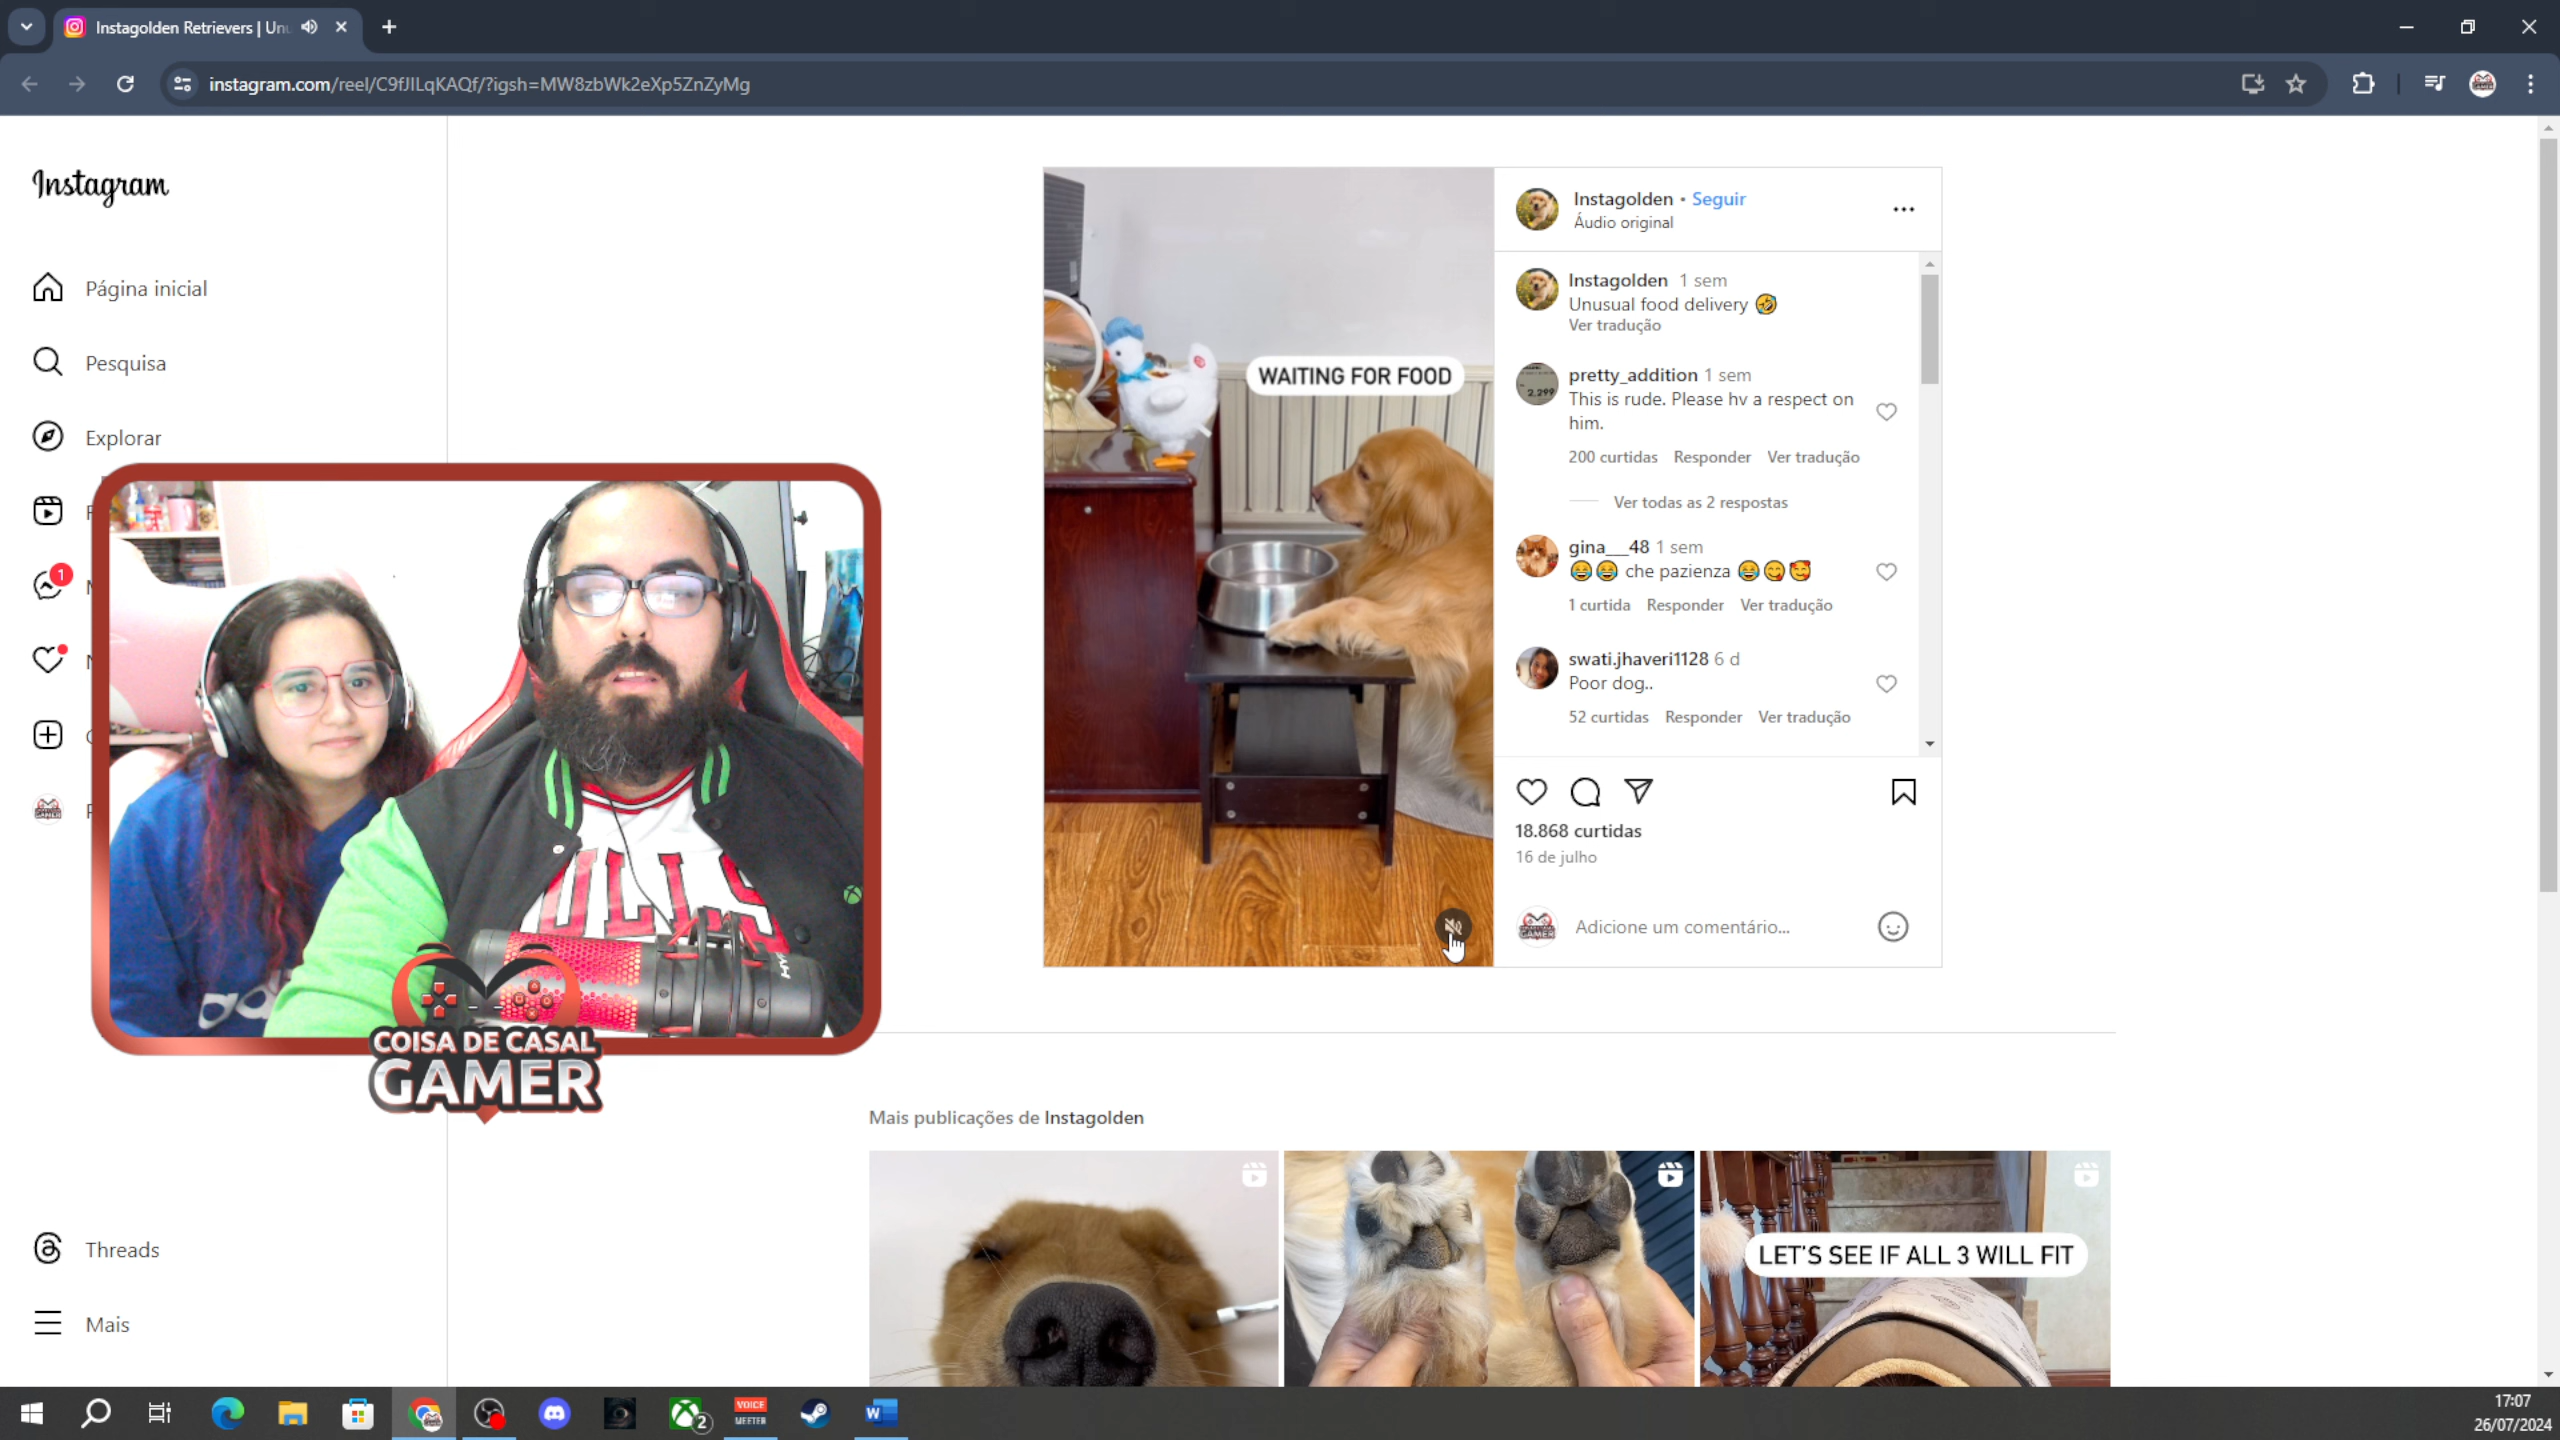 Instagolden Retrievers | Un
instagram.com/reel/C9fJILqKAQf/?igsh=MW8zbWk2eXp5ZnZyMg
Instagram
Página inicial
Pesquisa
Explorar
1
Threads
Mais
WAITING FOR FOOD
Instagolden • Seguir
Áudio original
Instagolden 1 sem
Unusual food delivery 🤣
Ver tradução
pretty_addition 1 sem
This is rude. Please hv a respect on
him.
200 curtidas Responder Ver tradução
Ver todas as 2 respostas
gina__48 1 sem
😂😂 che pazienza 😂😋🥰
1 curtida Responder Ver tradução
swati.jhaveri1128 6 d
Poor dog..
52 curtidas Responder Ver tradução
18.868 curtidas
16 de julho
Adicione um comentário...
COISA DE CASAL
GAMER
Mais publicações de Instagolden
LET'S SEE IF ALL 3 WILL FIT
2
VOICE
MEETER
W
17:07
26/07/2024